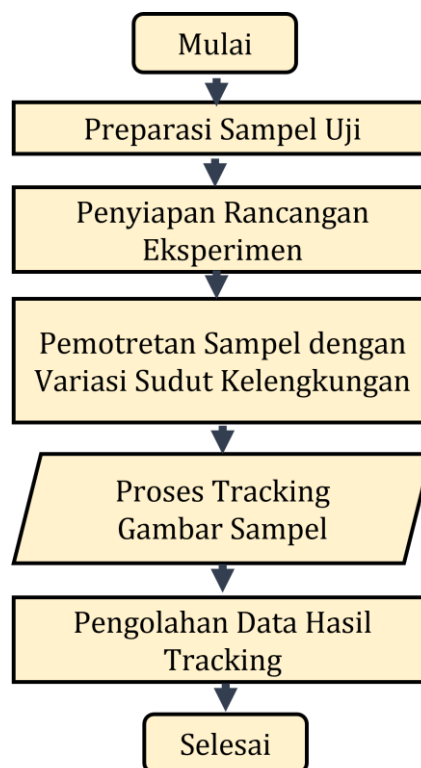 Mulai
Preparasi Sampel Uji
Penyiapan Rancangan
Eksperimen
Pemotretan Sampel dengan
Variasi Sudut Kelengkungan
Proses Tracking
Gambar Sampel
Pengolahan Data Hasil
Tracking
Selesai